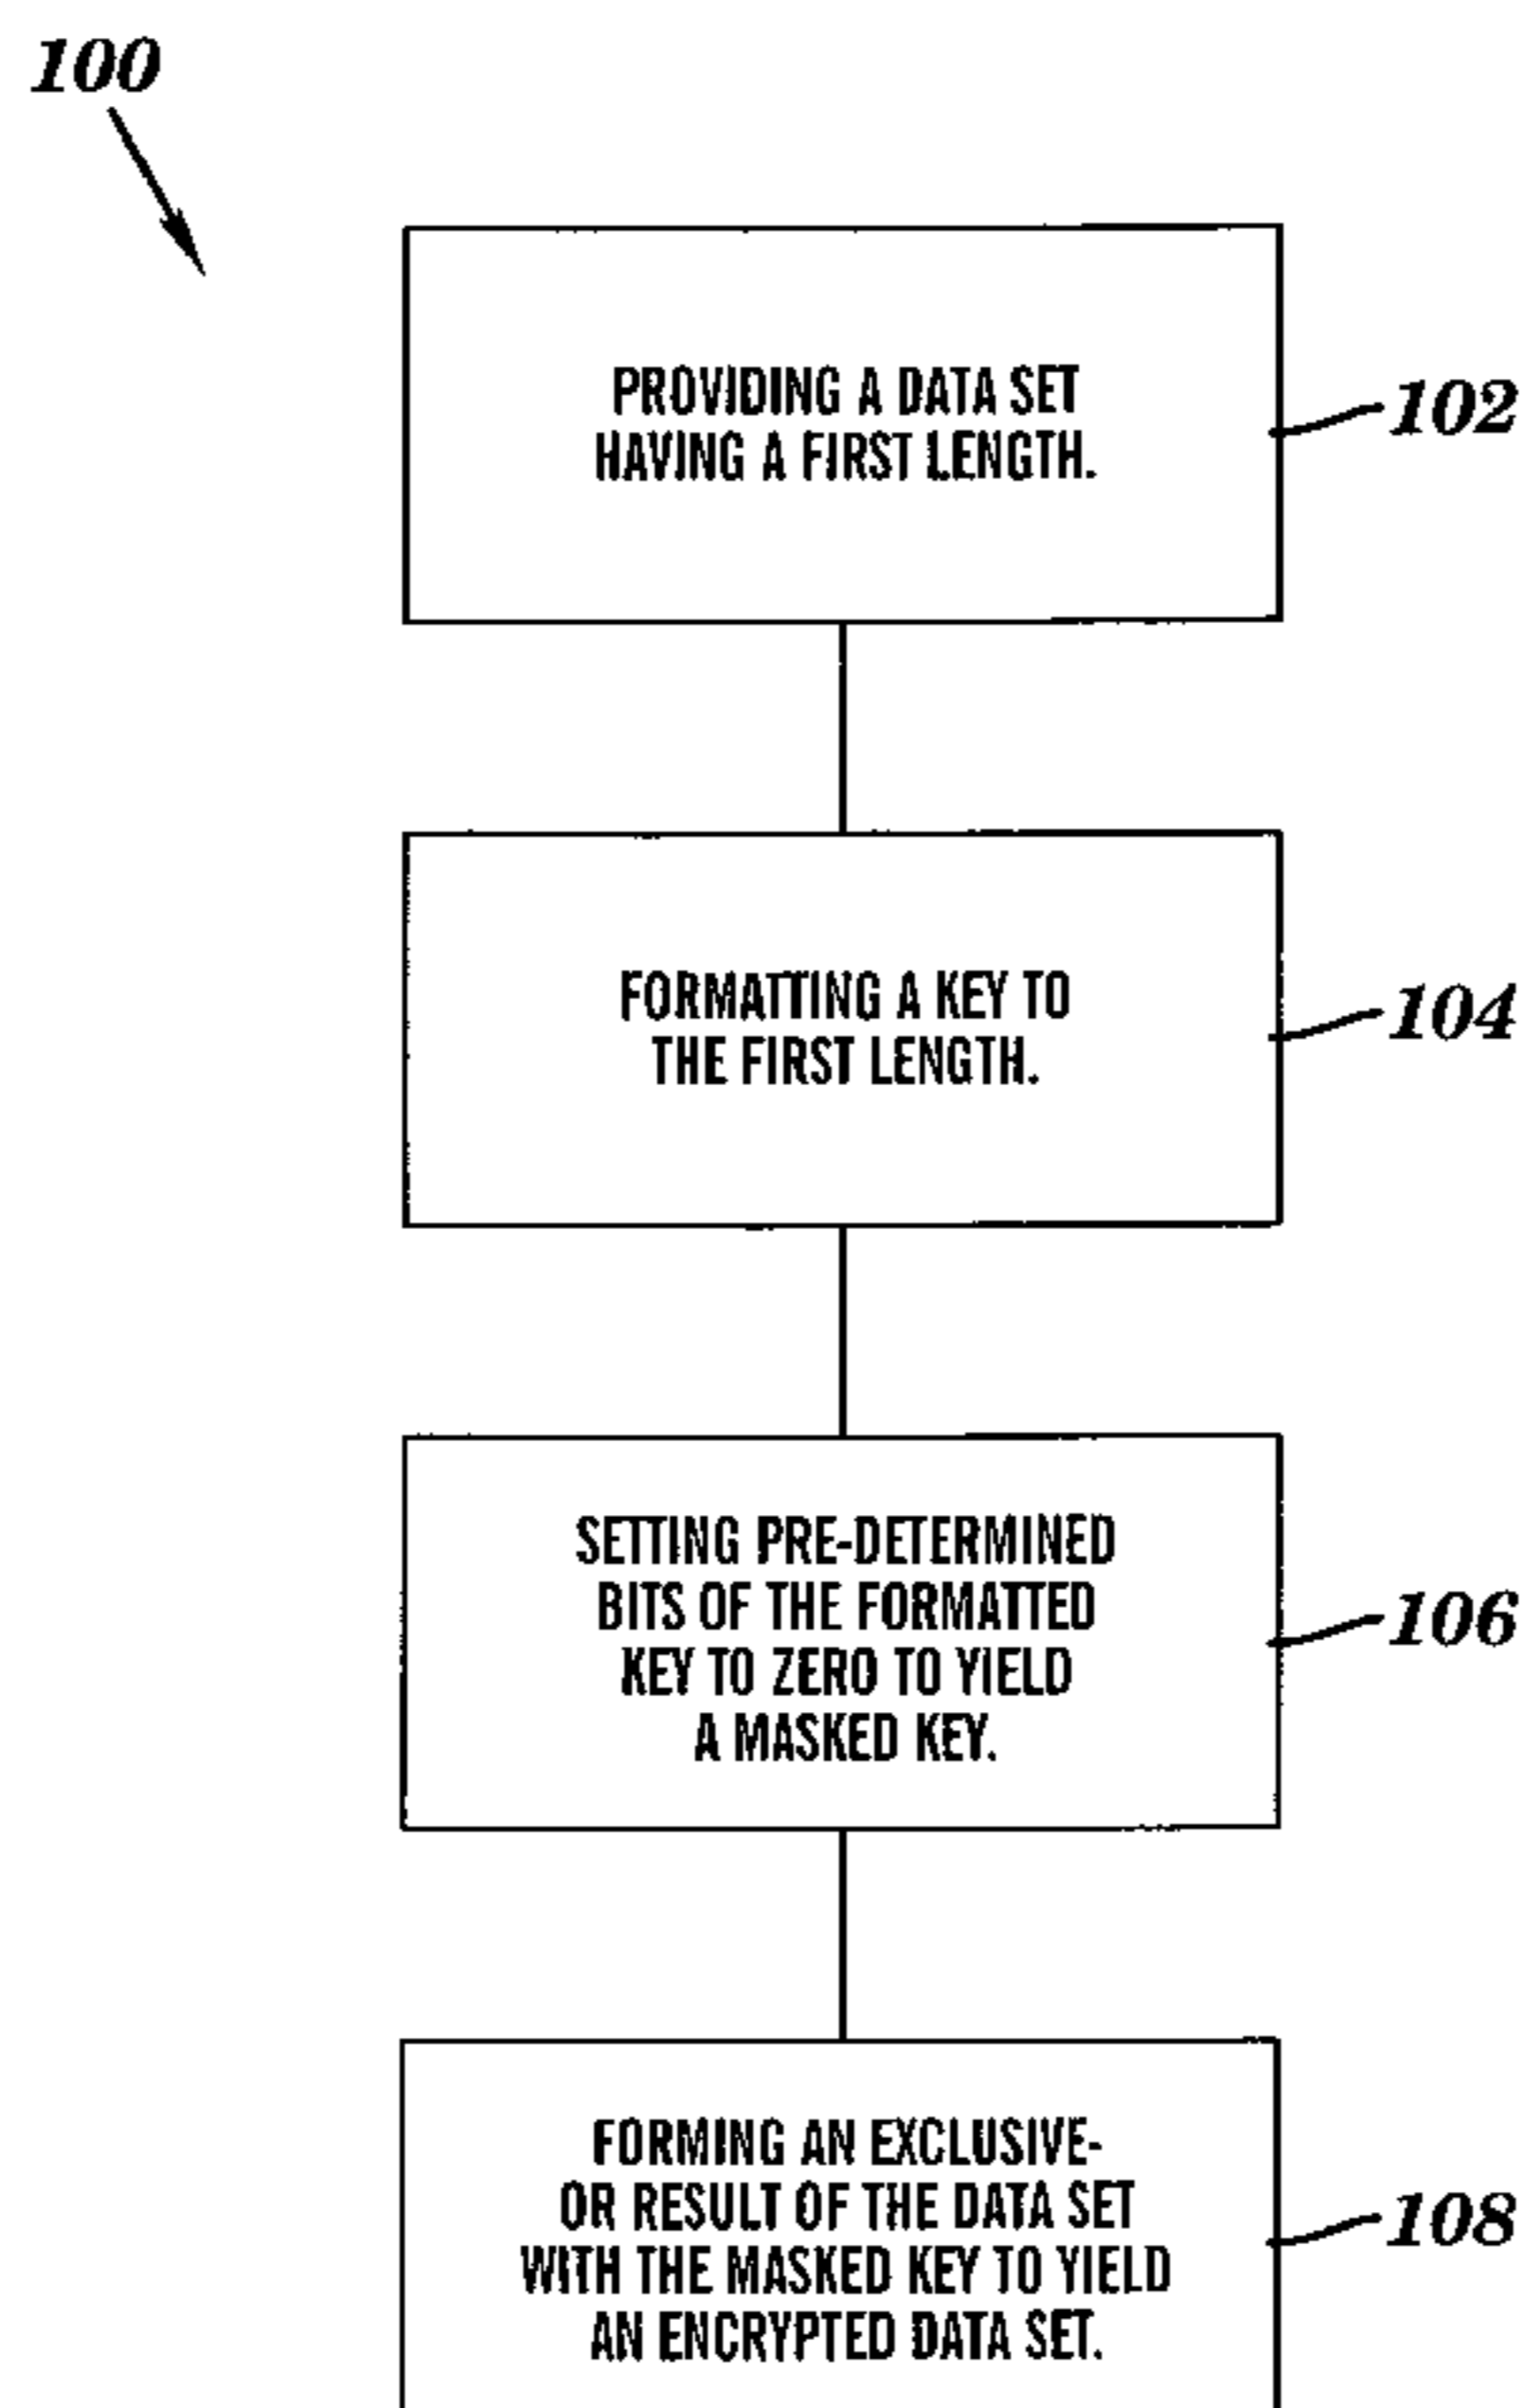 100
PROVIDING A DATA SET
HAVING A FIRST LENGTH.
102
FORMATTING A KEY TO
THE FIRST LENGTH.
104
SETTING PRE-DETERMINED
BITS OF THE FORMATTED
KEY TO ZERO TO YIELD
A MASKED KEY.
106
FORMING AN EXCLUSIVE-
OR RESULT OF THE DATA SET
WITH THE MASKED KEY TO YIELD
AN ENCRYPTED DATA SET.
108